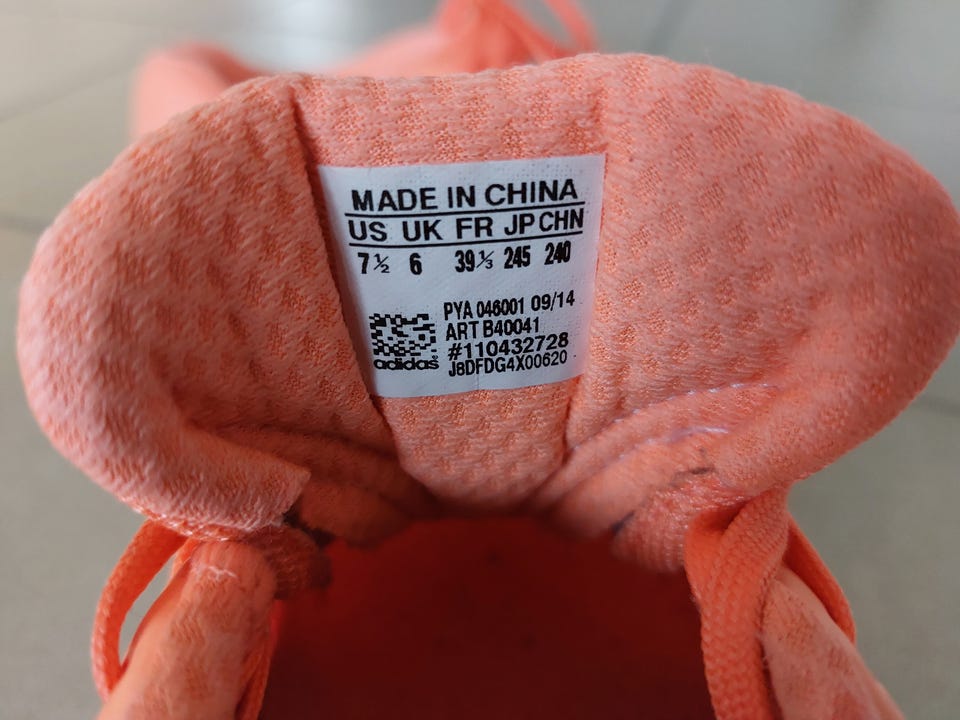 MADE IN CHINA
US UK FR JP CHN
7½ 6 39⅓ 245 240
PYA 046001 09/14
ART B40041
#110432728
adidas
J8DFDG4X00620